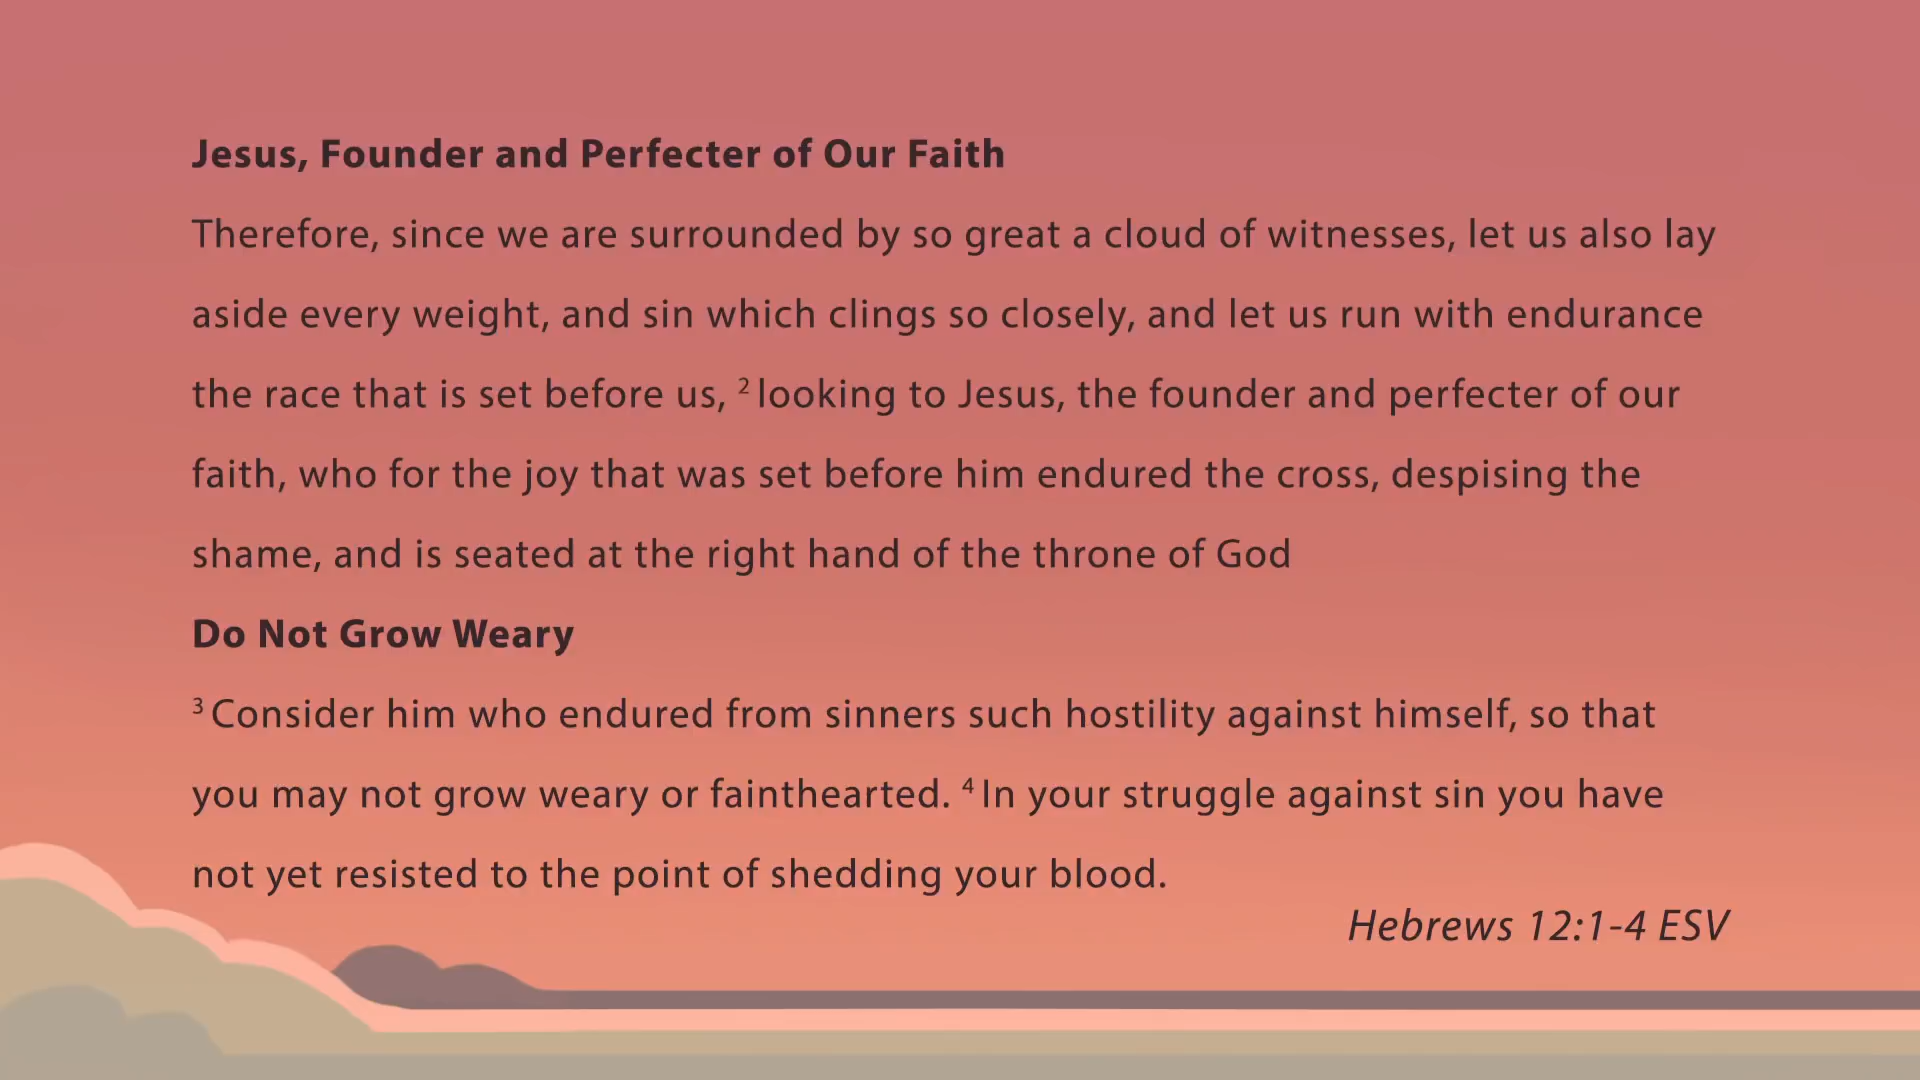 Jesus, Founder and Perfecter of Our Faith
Therefore, since we are surrounded by so great a cloud of witnesses, let us also lay
aside every weight, and sin which clings so closely, and let us run with endurance
the race that is set before us, ² looking to Jesus, the founder and perfecter of our
faith, who for the joy that was set before him endured the cross, despising the
shame, and is seated at the right hand of the throne of God
Do Not Grow Weary
³ Consider him who endured from sinners such hostility against himself, so that
you may not grow weary or fainthearted. ⁴ In your struggle against sin you have
not yet resisted to the point of shedding your blood.
Hebrews 12:1-4 ESV